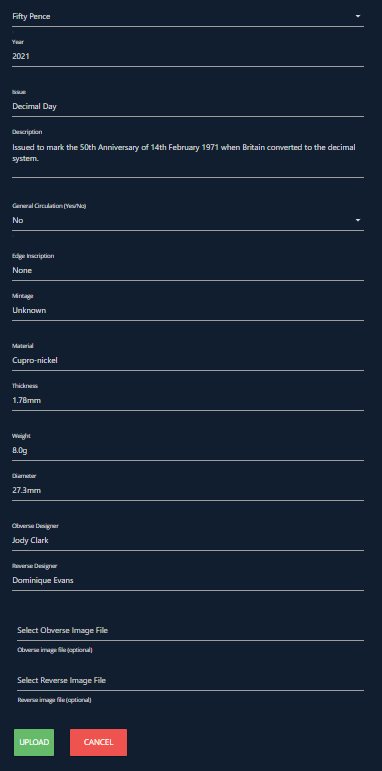 Fifty Pence
Year
2021
Issue
Decimal Day
Description
Issued to mark the 50th Anniversary of 14th February 1971 when Britain converted to the decimal
system.
General Circulation (Yes/No)
No
Edge Inscription
None
Mintage
Unknown
Material
Cupro-nickel
Thickness
1.78mm
Weight
8.0g
Diameter
27.3mm
Obverse Designer
Jody Clark
Reverse Designer
Dominique Evans
Select Obverse Image File
Obverse image file (optional)
Select Reverse Image File
Reverse image file (optional)
UPLOAD CANCEL